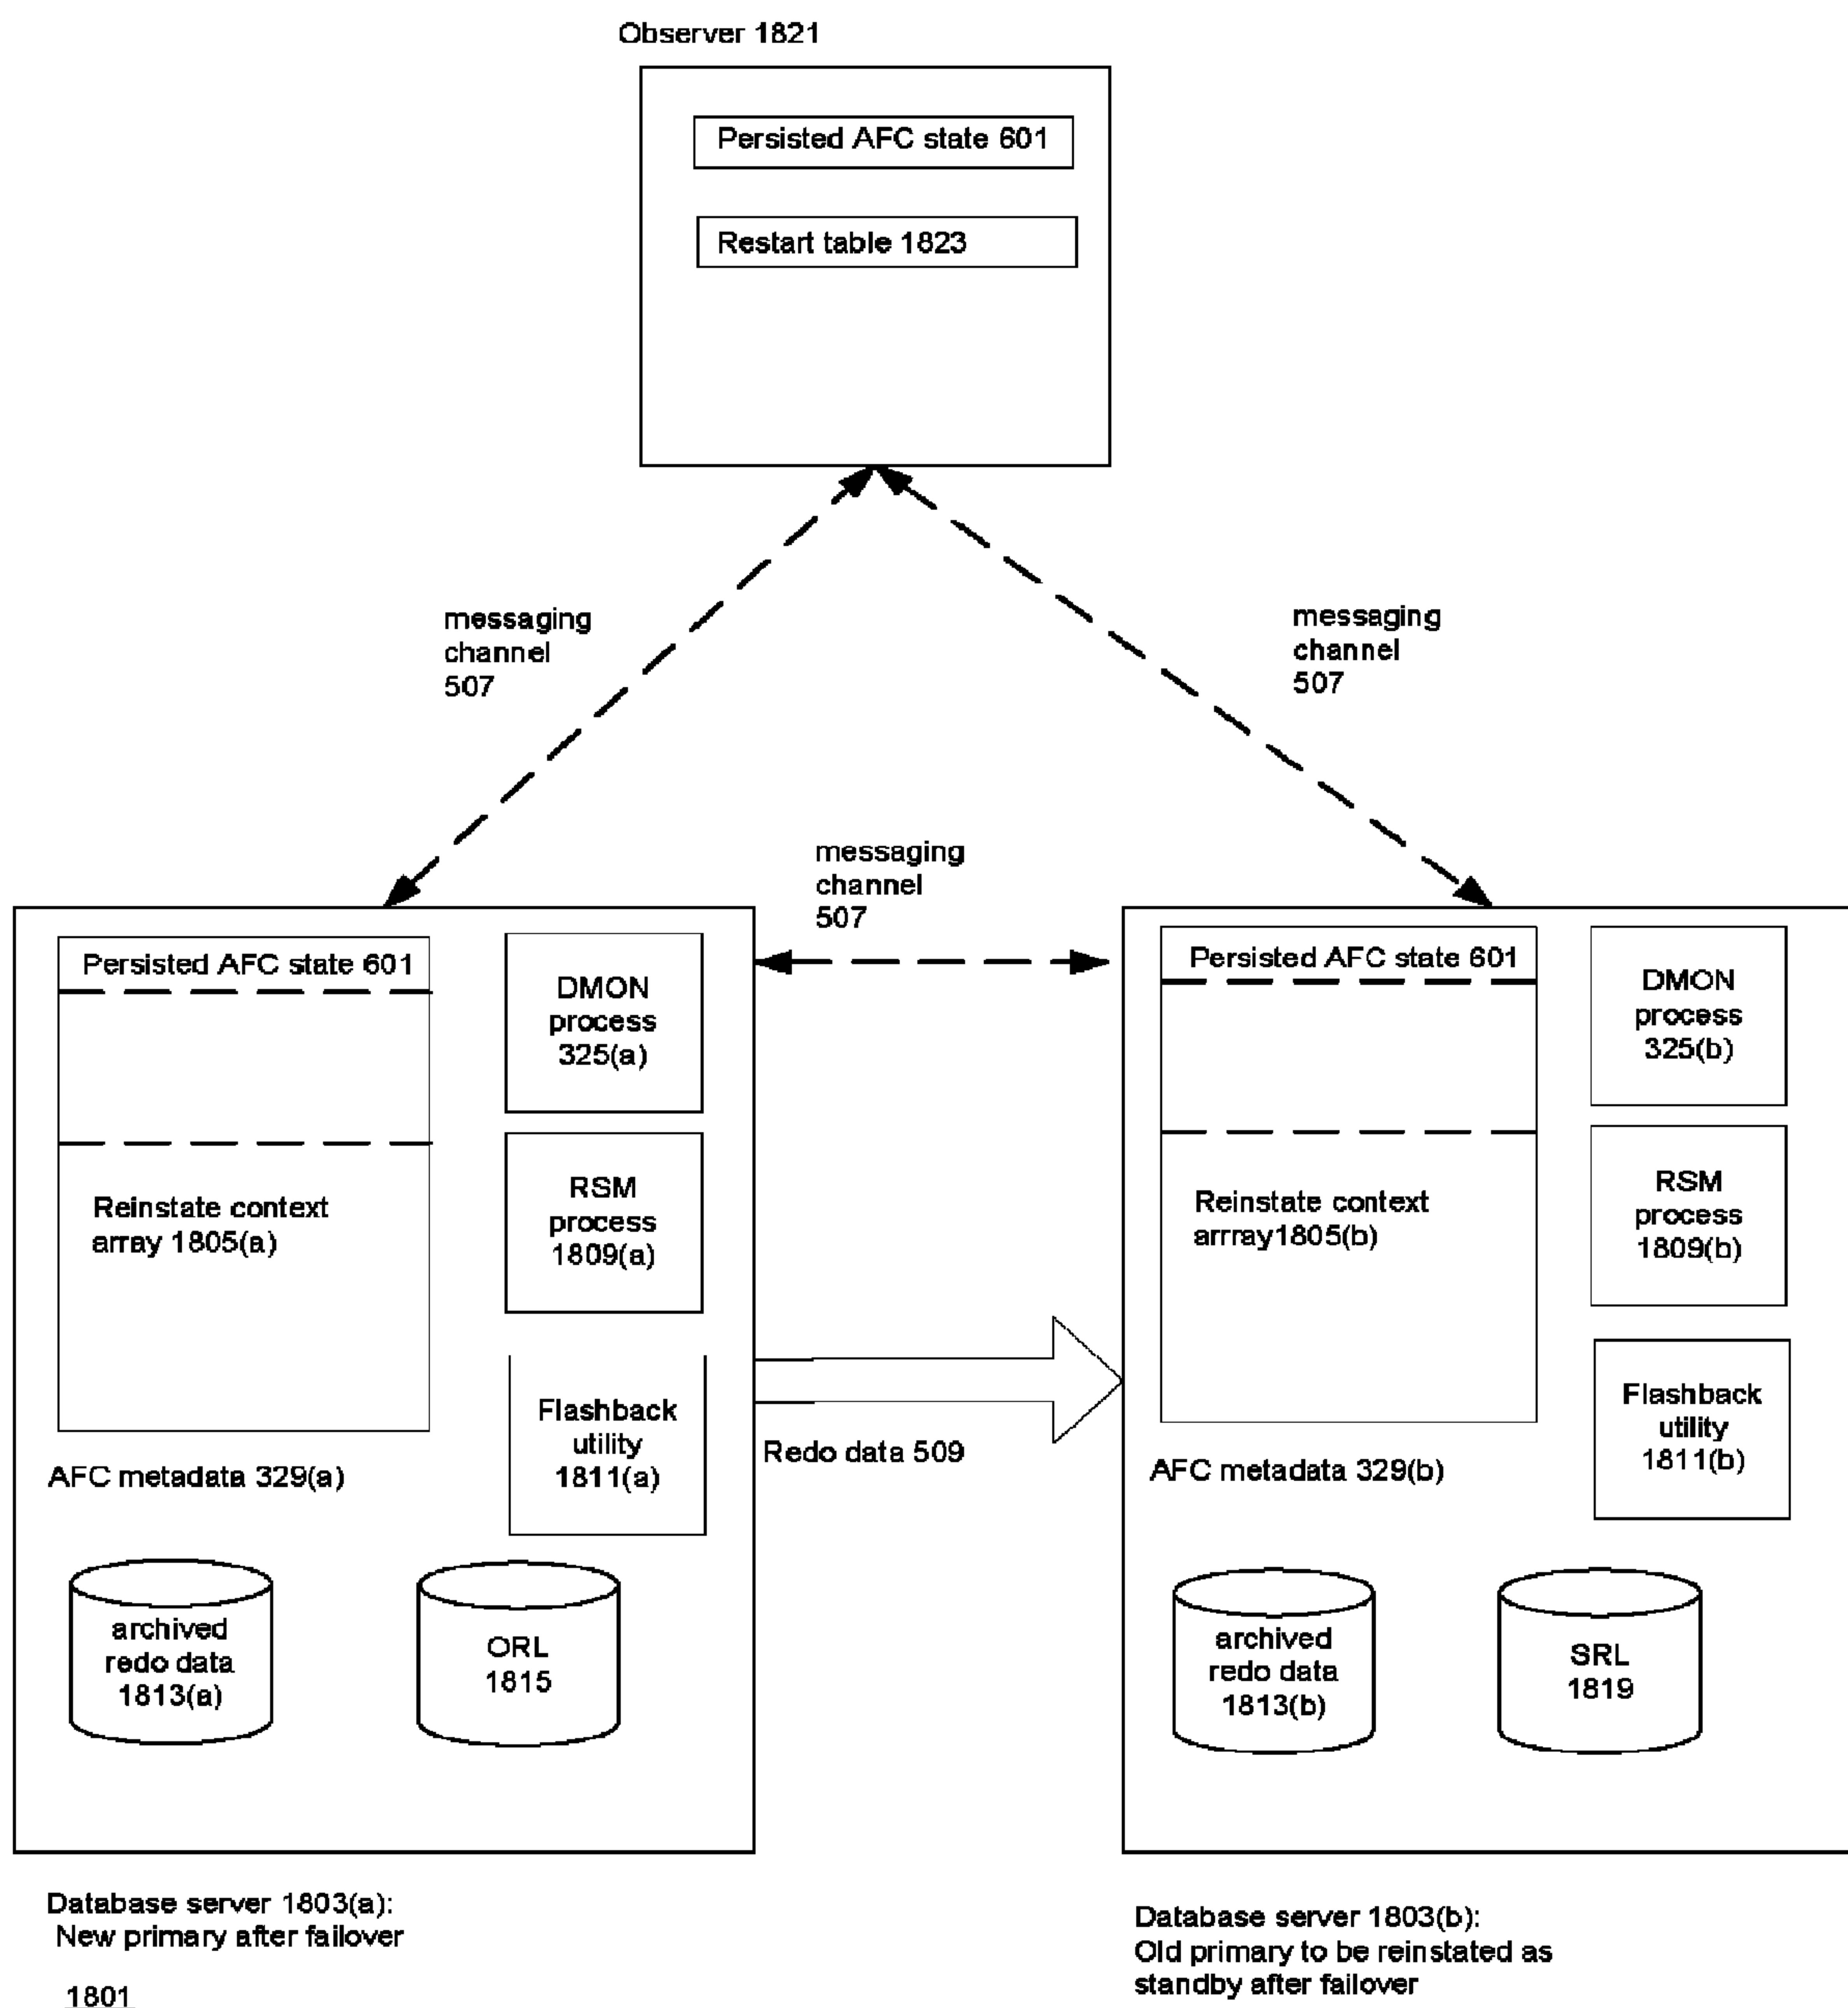 Observer 1821
Persisted AFC state 601
Restart table 1823
messaging
channel
507
messaging
channel
507
messaging
channel
507
Persisted AFC state 601
DMON
process
325(a)
Reinstate context
array 1805(a)
RSM
process
1809(a)
Flashback
utility
1811(a)
AFC metadata 329(a)
archived
redo data
1813(a)
ORL
1815
Redo data 509
Persisted AFC state 601
DMON
process
325(b)
Reinstate context
arrray1805(b)
RSM
process
1809(b)
Flashback
utility
1811(b)
AFC metadata 329(b)
archived
redo data
1813(b)
SRL
1819
Database server 1803(a):
New primary after failover
1801
Database server 1803(b):
Old primary to be reinstated as
standby after failover